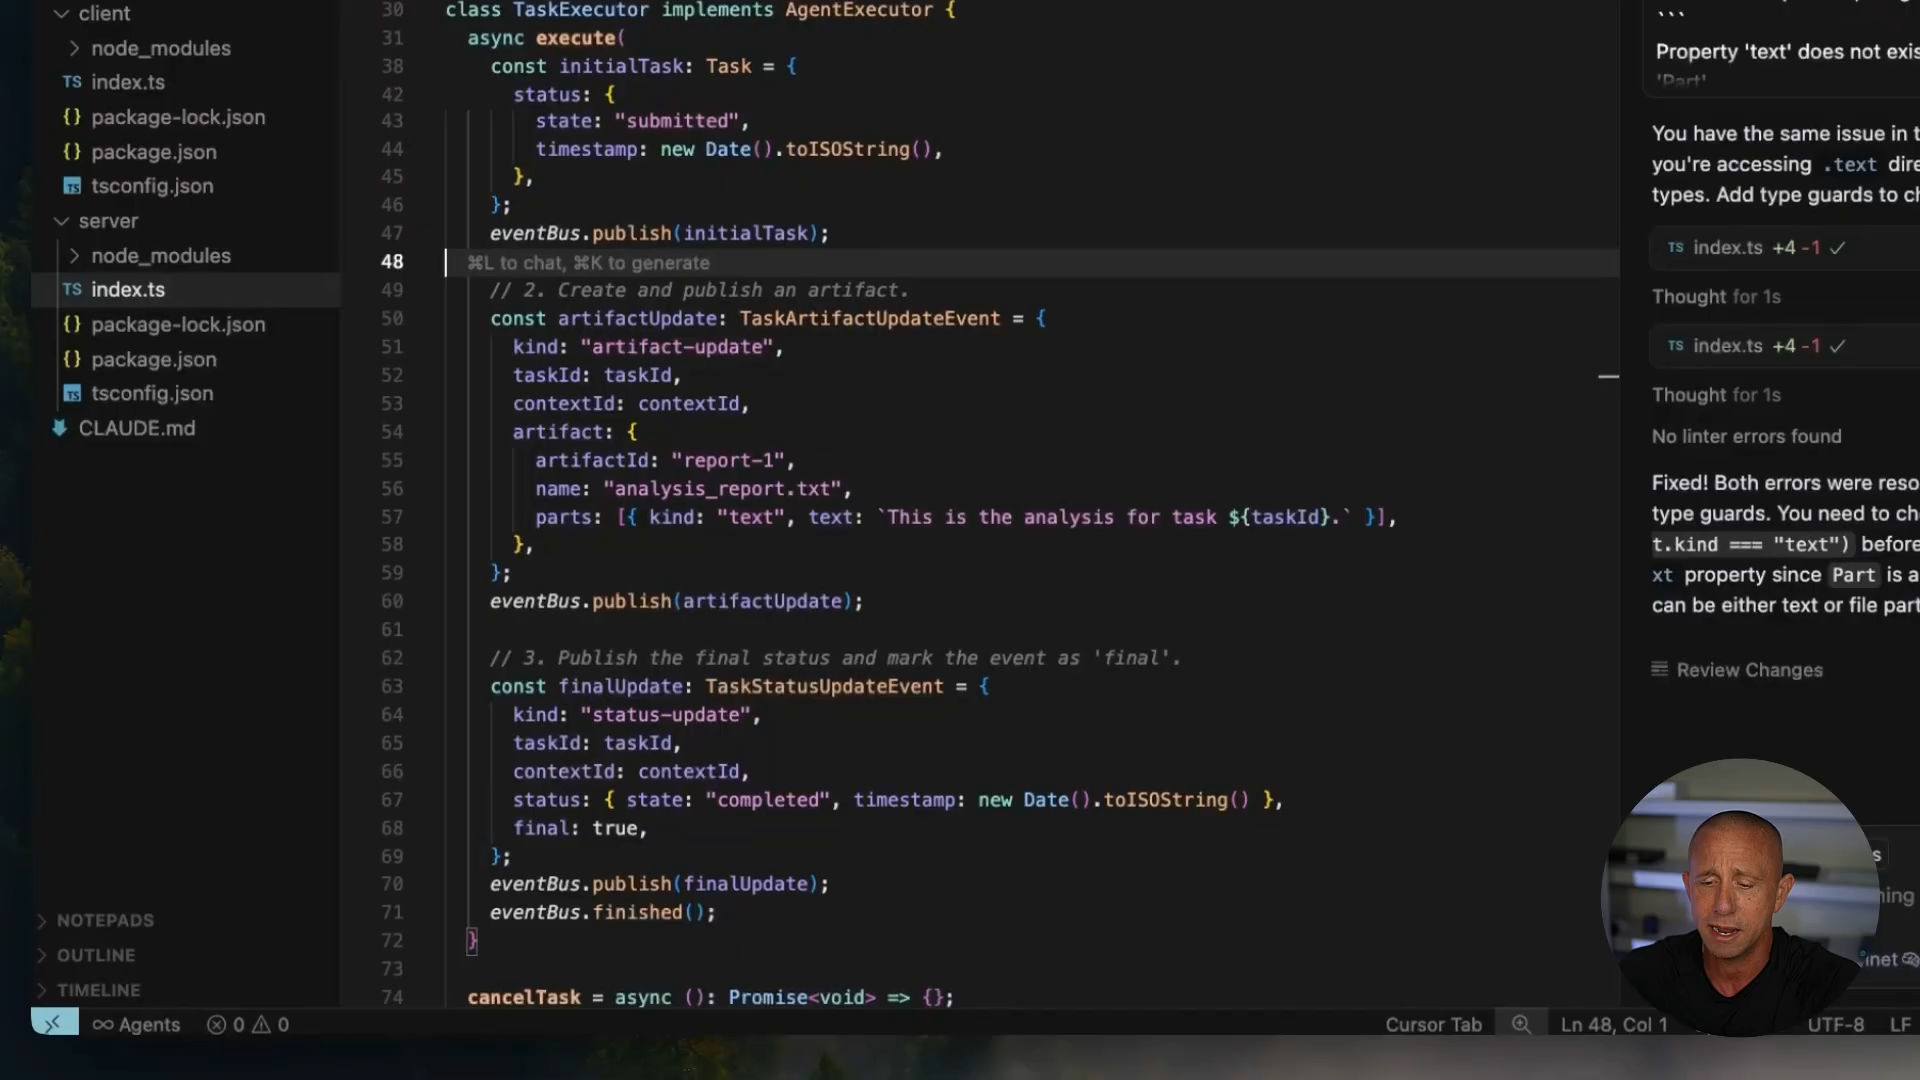 client
node_modules
index.ts
package-lock.json
package.json
tsconfig.json
server
node_modules
index.ts
package-lock.json
package.json
tsconfig.json
CLAUDE.md
NOTEPADS
OUTLINE
TIMELINE
30 class TaskExecutor implements AgentExecutor {
31 async execute(
38 const initialTask: Task = {
42 status: {
43 state: "submitted",
44 timestamp: new Date().toISOString(),
45 },
46 };
47 eventBus.publish(initialTask);
48 ⌘L to chat, ⌘K to generate
49 // 2. Create and publish an artifact.
50 const artifactUpdate: TaskArtifactUpdateEvent = {
51 kind: "artifact-update",
52 taskId: taskId,
53 contextId: contextId,
54 artifact: {
55 artifactId: "report-1",
56 name: "analysis_report.txt",
57 parts: [{ kind: "text", text: `This is the analysis for task ${taskId}.` }],
58 },
59 };
60 eventBus.publish(artifactUpdate);
61
62 // 3. Publish the final status and mark the event as 'final'.
63 const finalUpdate: TaskStatusUpdateEvent = {
64 kind: "status-update",
65 taskId: taskId,
66 contextId: contextId,
67 status: { state: "completed", timestamp: new Date().toISOString() },
68 final: true,
69 };
70 eventBus.publish(finalUpdate);
71 eventBus.finished();
72 }
73
74 cancelTask = async (): Promise<void> => {};
```
Property 'text' does not exis
'Part'
You have the same issue in t
you're accessing .text dire
types. Add type guards to ch
TS index.ts +4 -1
Thought for 1s
TS index.ts +4 -1
Thought for 1s
No linter errors found
Fixed! Both errors were reso
type guards. You need to che
t.kind === "text") before
xt property since Part is a
can be either text or file part
Review Changes
Agents 0 0
Cursor Tab Ln 48, Col 1 UTF-8 LF